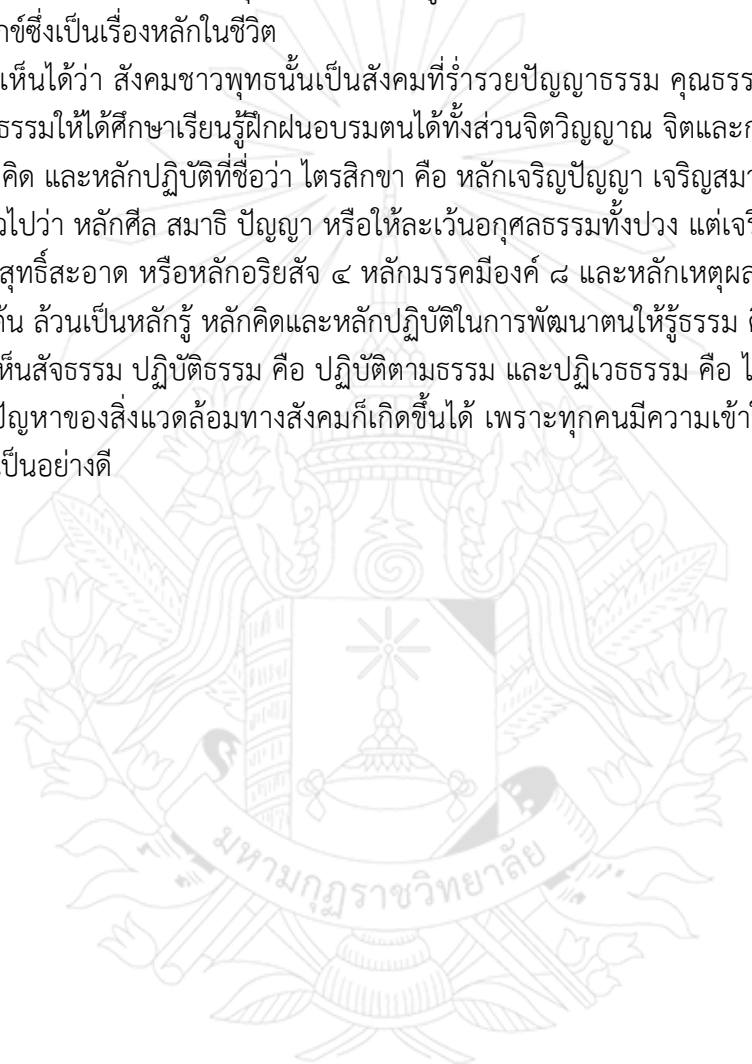 กข์ซึ่งเป็นเรื่องหลักในชีวิต
เห็นได้ว่า สังคมชาวพุทธนั้นเป็นสังคมที่ร่ำรวยปัญญาธรรม คุณธรร
ธรรมให้ได้ศึกษาเรียนรู้ฝึกฝนอบรมตนได้ทั้งส่วนจิตวิญญาณ จิตและก
คิด และหลักปฏิบัติที่ชื่อว่า ไตรสิกขา คือ หลักเจริญปัญญา เจริญสมา
วไปว่า หลักศีล สมาธิ ปัญญา หรือให้ละเว้นอกุศลธรรมทั้งปวง แต่เจริ
สุทธิ์สะอาด หรือหลักอริยสัจ ๔ หลักมรรคมีองค์ ๘ และหลักเหตุผล
ต้น ล้วนเป็นหลักรู้ หลักคิดและหลักปฏิบัติในการพัฒนาตนให้รู้ธรรม
ห็นสัจธรรม ปฏิบัติธรรม คือ ปฏิบัติตามธรรม และปฏิเวธธรรม คือ ไ
ปัญหาของสิ่งแวดล้อมทางสังคมก็เกิดขึ้นได้ เพราะทุกคนมีความเข้าใ
เป็นอย่างดี
มหามกุฏราชวิทยาลัย